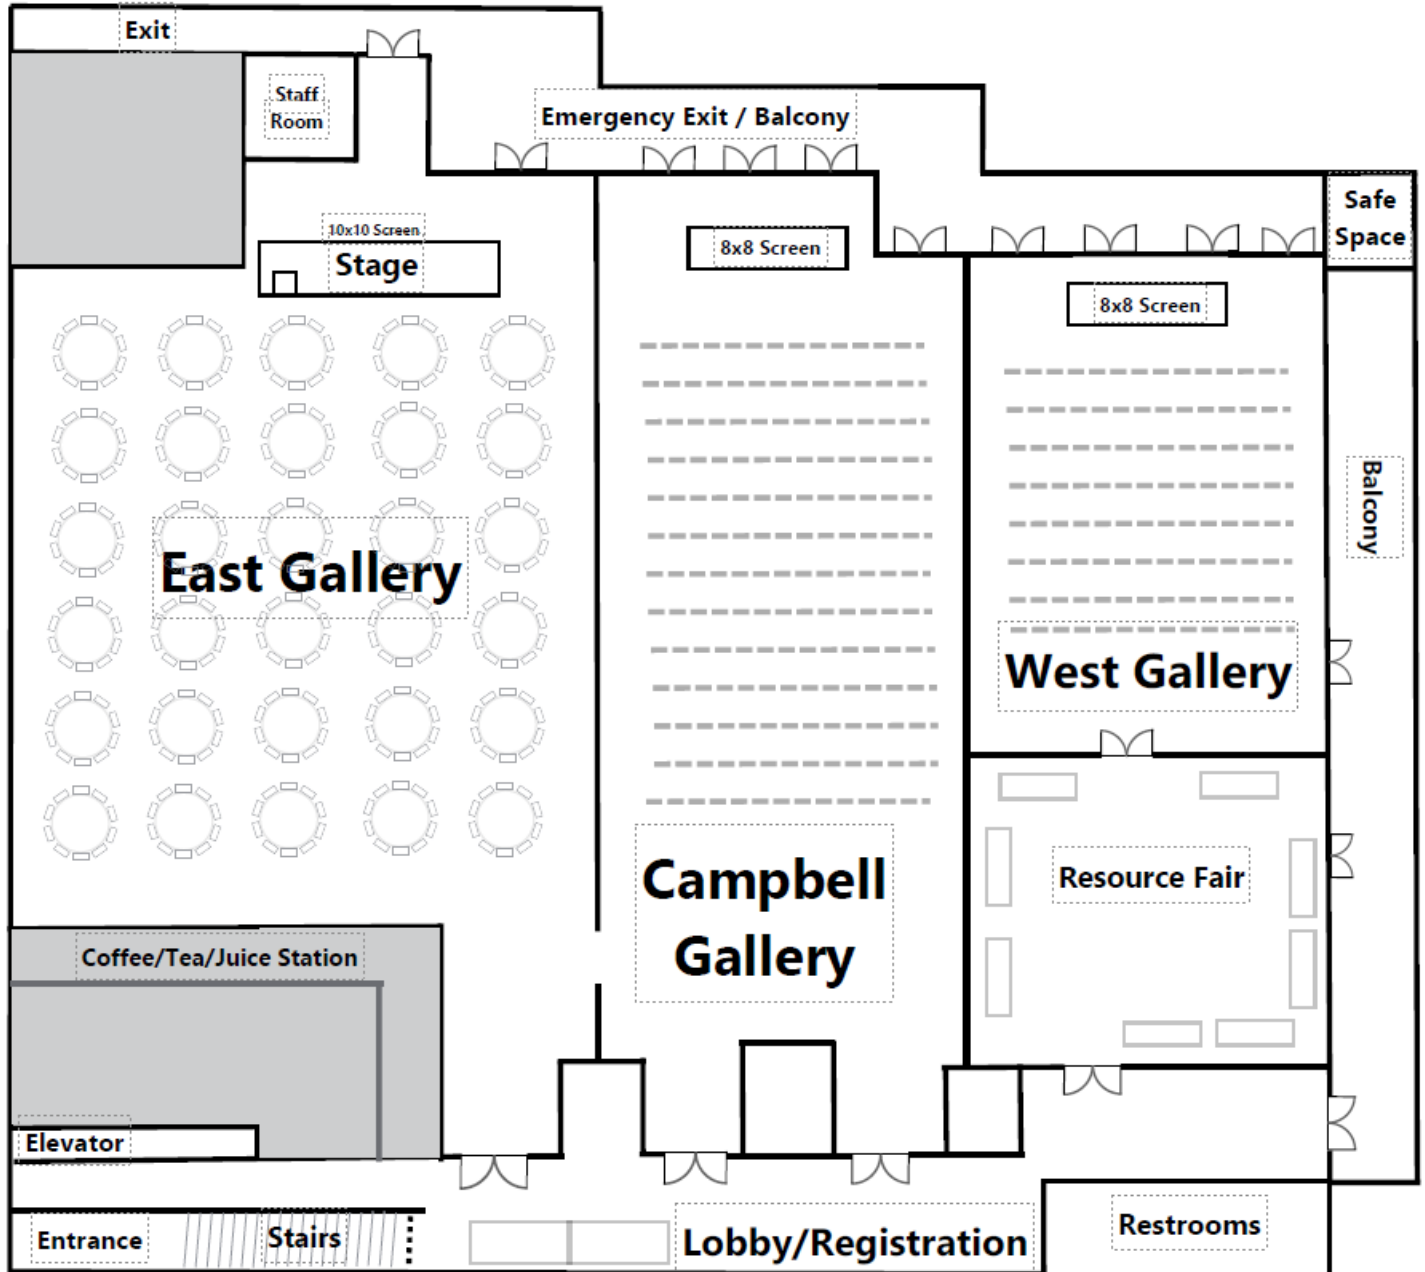 Exit
Staff
Room
Emergency Exit / Balcony
Safe
Space
10x10 Screen
Stage
8x8 Screen
8x8 Screen
Balcony
East Gallery
West Gallery
Campbell
Gallery
Resource Fair
Coffee/Tea/Juice Station
Elevator
Entrance
Stairs
Lobby/Registration
Restrooms